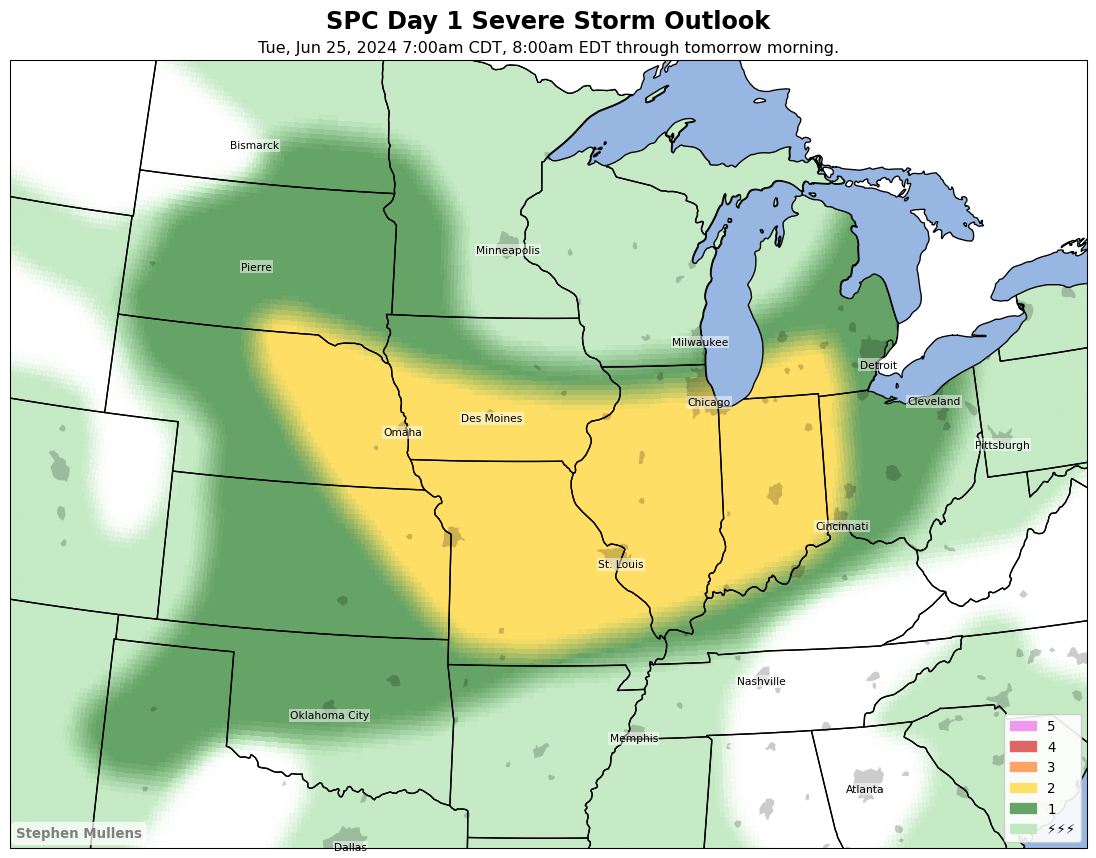 SPC Day 1 Severe Storm Outlook
Tue, Jun 25, 2024 7:00am CDT, 8:00am EDT through tomorrow morning.
Bismarck
Minneapolis
Pierre
Milwaukee
Detroit
Chicago
Cleveland
Des Moines
Omaha
Pittsburgh
Cincinnati
St. Louis
Nashville
Oklahoma City
Memphis
Atlanta
Dallas
5
4
3
2
1
⚡⚡⚡
Stephen Mullens